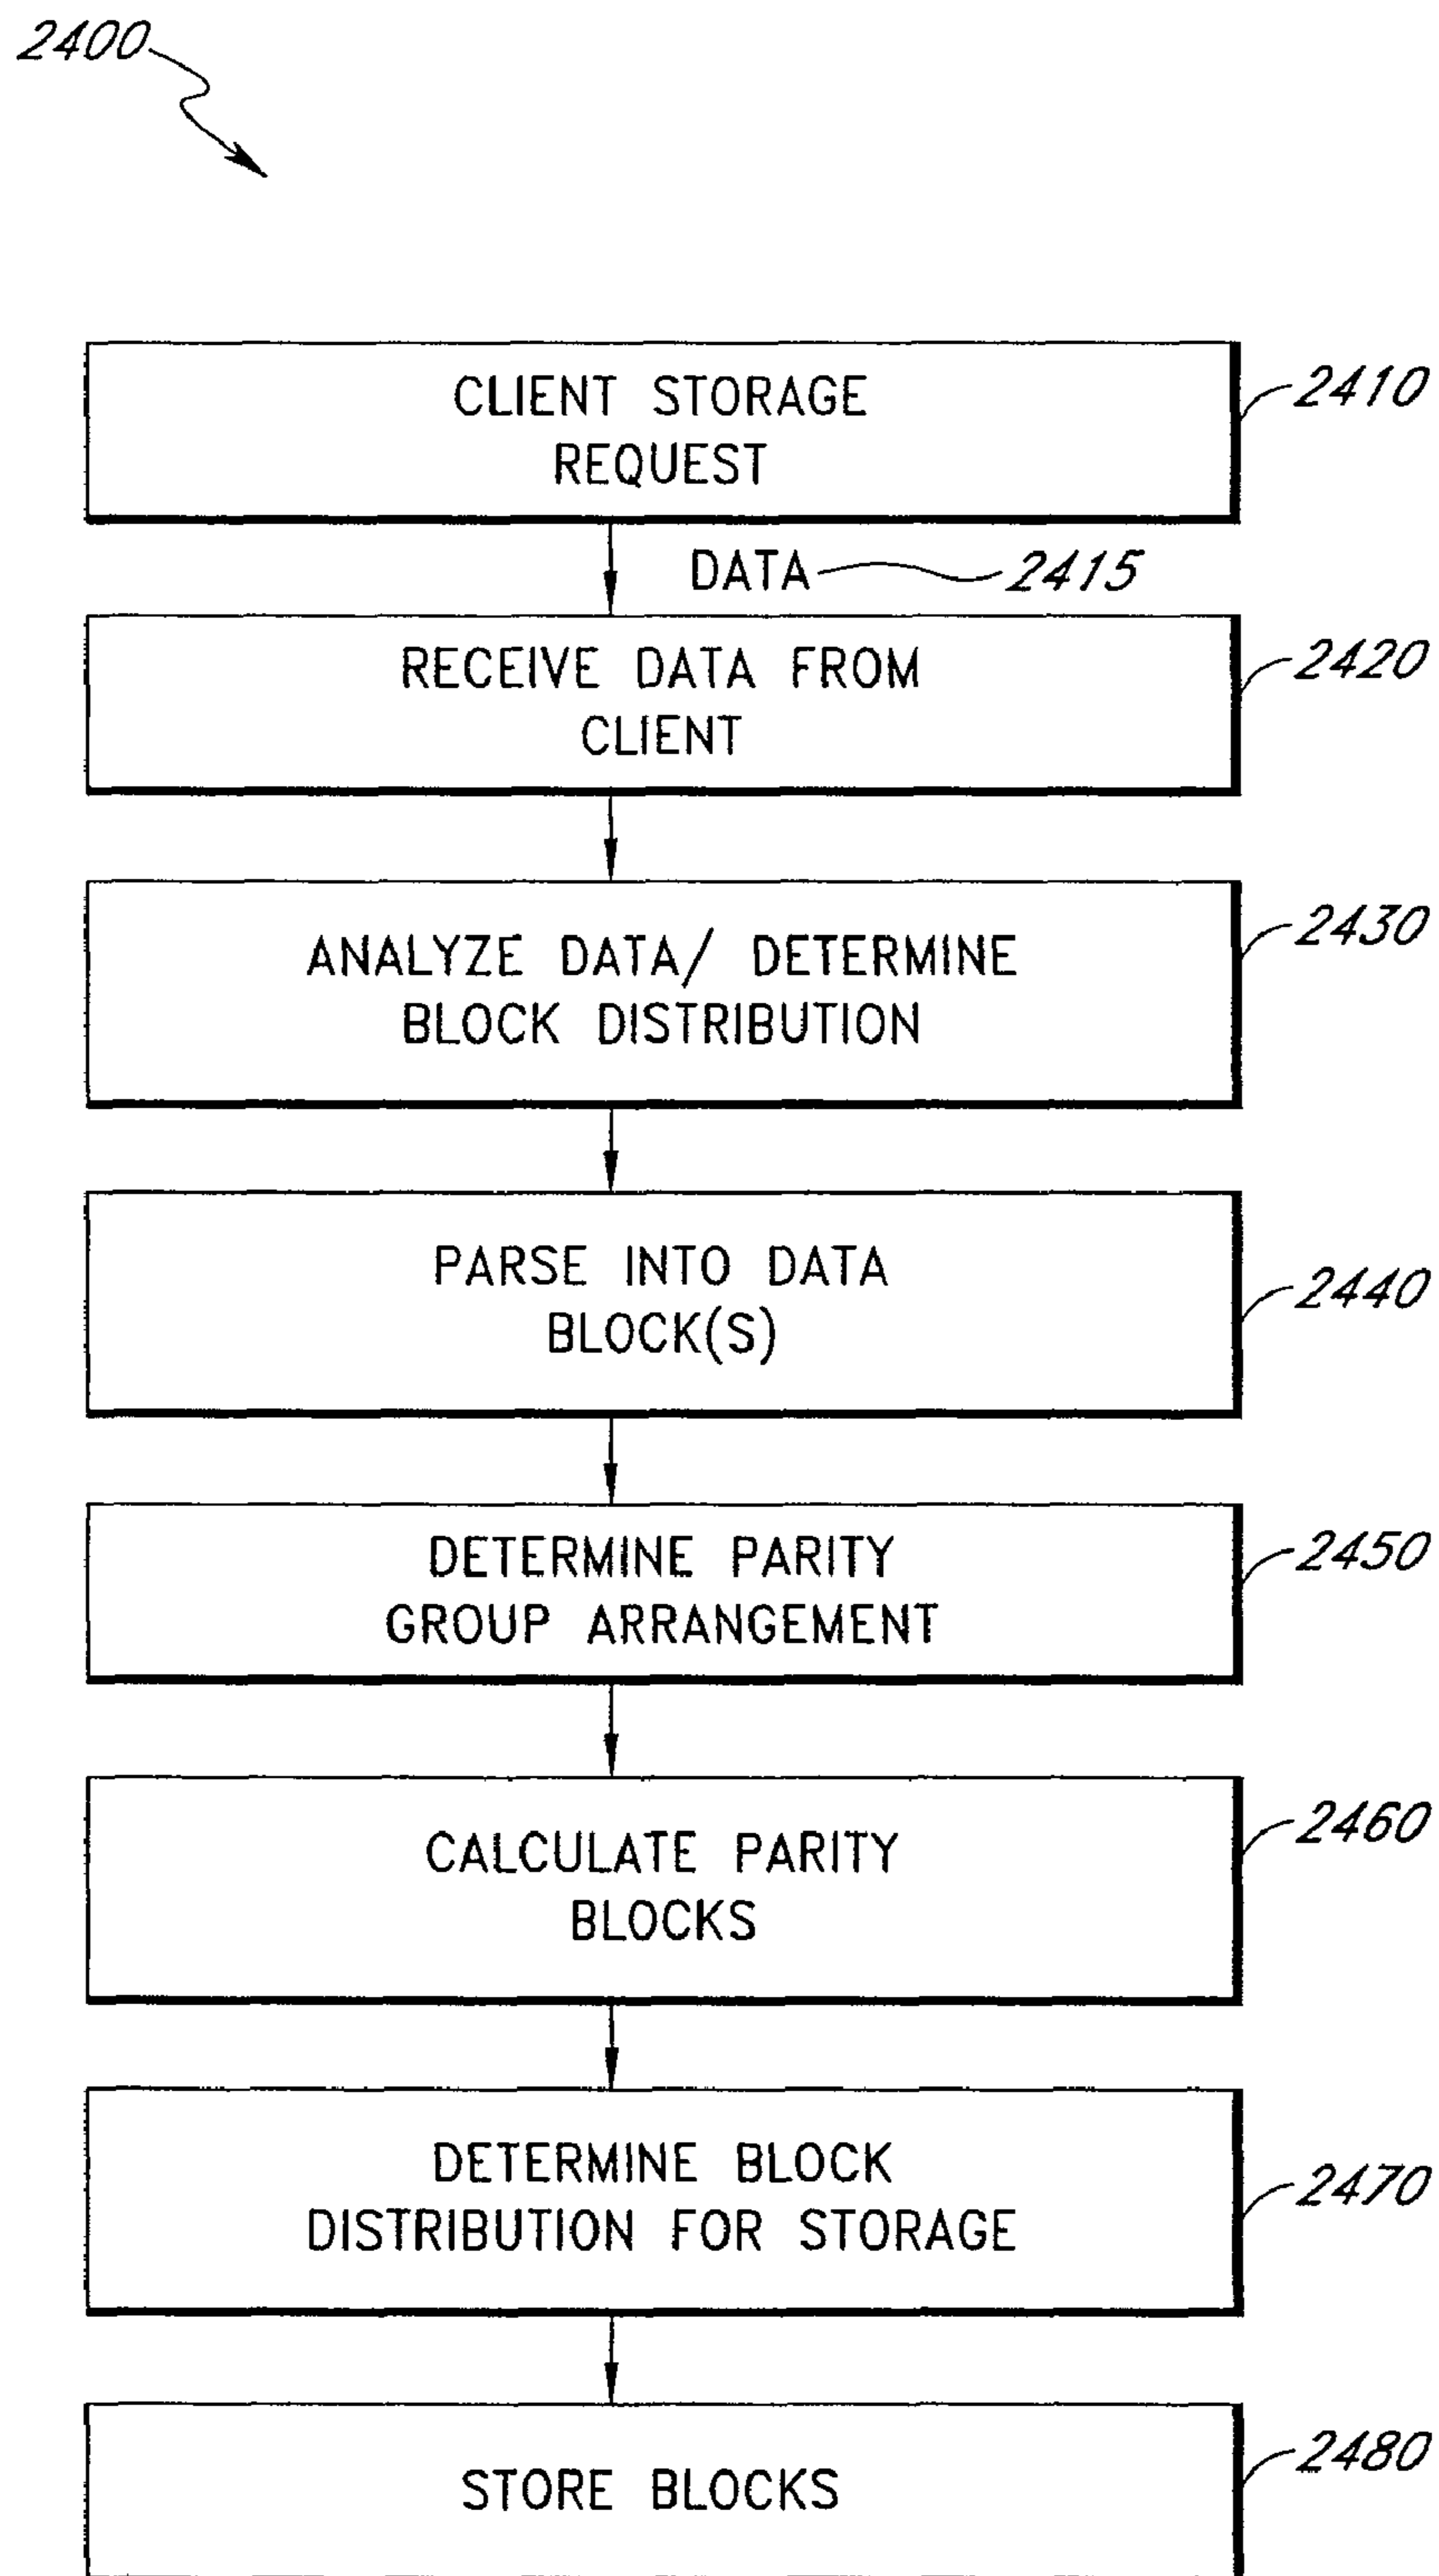 2400
CLIENT STORAGE
REQUEST
2410
DATA
2415
RECEIVE DATA FROM
CLIENT
2420
ANALYZE DATA/ DETERMINE
BLOCK DISTRIBUTION
2430
PARSE INTO DATA
BLOCK(S)
2440
DETERMINE PARITY
GROUP ARRANGEMENT
2450
CALCULATE PARITY
BLOCKS
2460
DETERMINE BLOCK
DISTRIBUTION FOR STORAGE
2470
STORE BLOCKS
2480